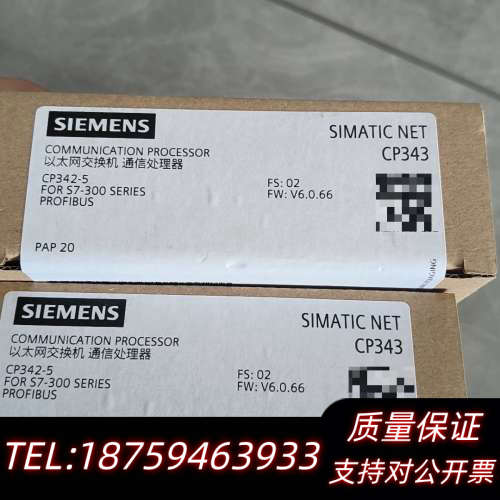 SIEMENS
SIMATIC NET
COMMUNICATION PROCESSOR
CP343
以太网交换机 通信处理器
CP342-5
FS: 02
FOR S7-300 SERIES
FW: V6.0.66
PROFIBUS
PAP 20
SIEMENS
SIMATIC NET
COMMUNICATION PROCESSOR
CP343
以太网交换机 通信处理器
CP342-5
FS: 02
FOR S7-300 SERIES
FW: V6.0.66
PROFIBUS
TEL:18759463933
质量保证
支持对公开票